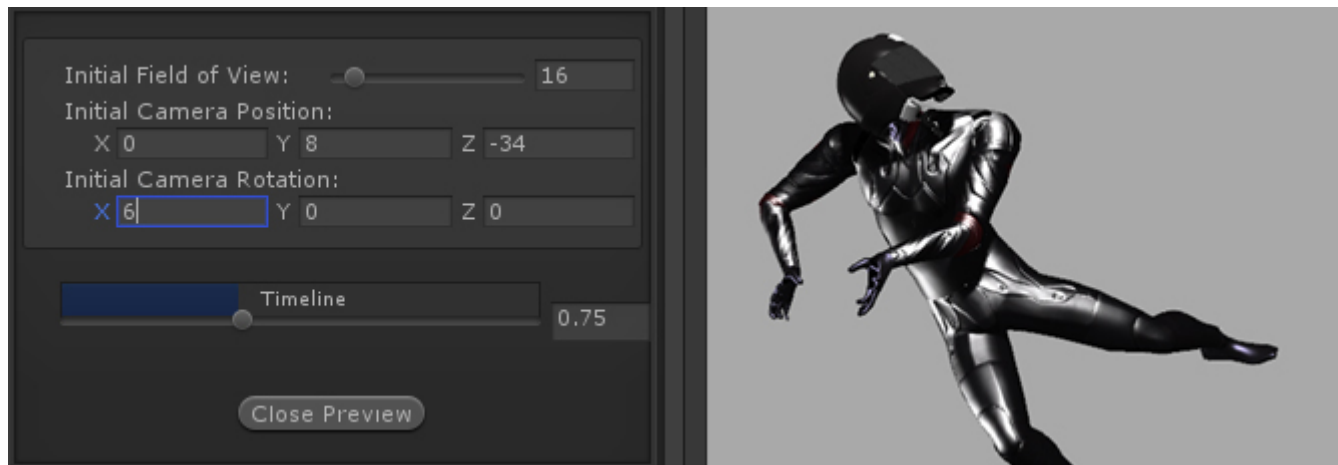 Initial Field of View: 16
Initial Camera Position:
X 0 Y 8 Z -34
Initial Camera Rotation:
X 6 Y 0 Z 0
Timeline
0.75
Close Preview